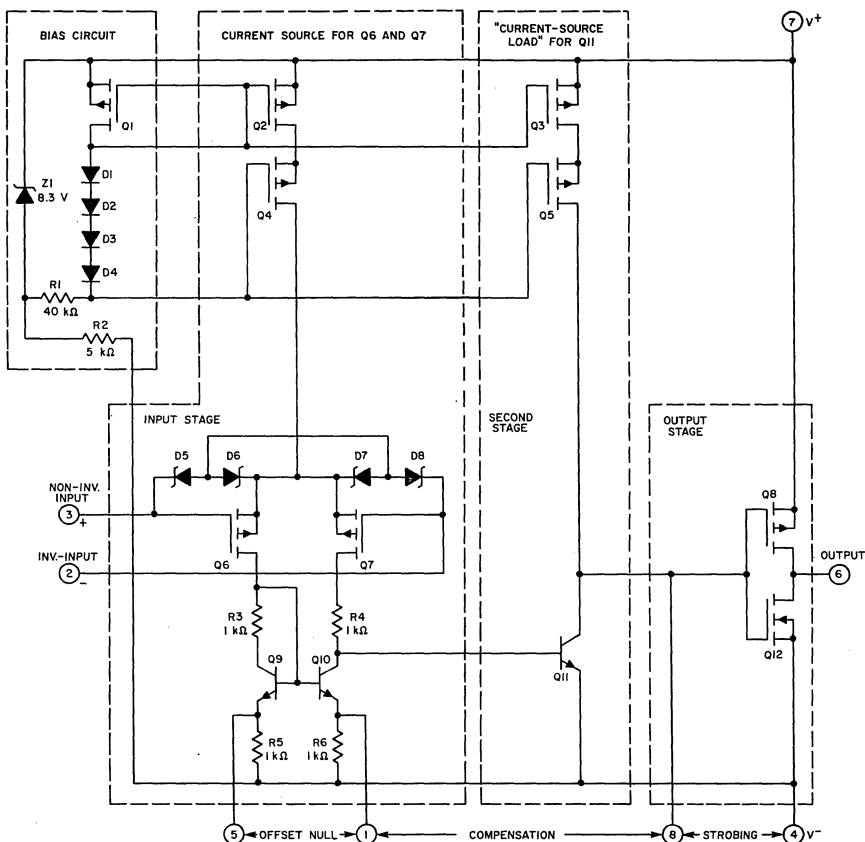 BIAS CIRCUIT
CURRENT SOURCE FOR Q6 AND Q7
"CURRENT-SOURCE
LOAD" FOR Q11
7 V+
Q1
Q2
Q3
D1
Z1
8.3 V
D2
Q4
Q5
D3
D4
R1
40 kΩ
R2
5 kΩ
INPUT STAGE
SECOND
STAGE
OUTPUT
STAGE
D5
D6
D7
D8
NON-INV.
INPUT
3 +
Q8
INV.-INPUT
2 -
Q6
Q7
OUTPUT
6
R3
1 kΩ
R4
1 kΩ
Q12
Q9
Q10
Q11
R5
1 kΩ
R6
1 kΩ
5 OFFSET NULL 1 COMPENSATION 8 STROBING 4 V-